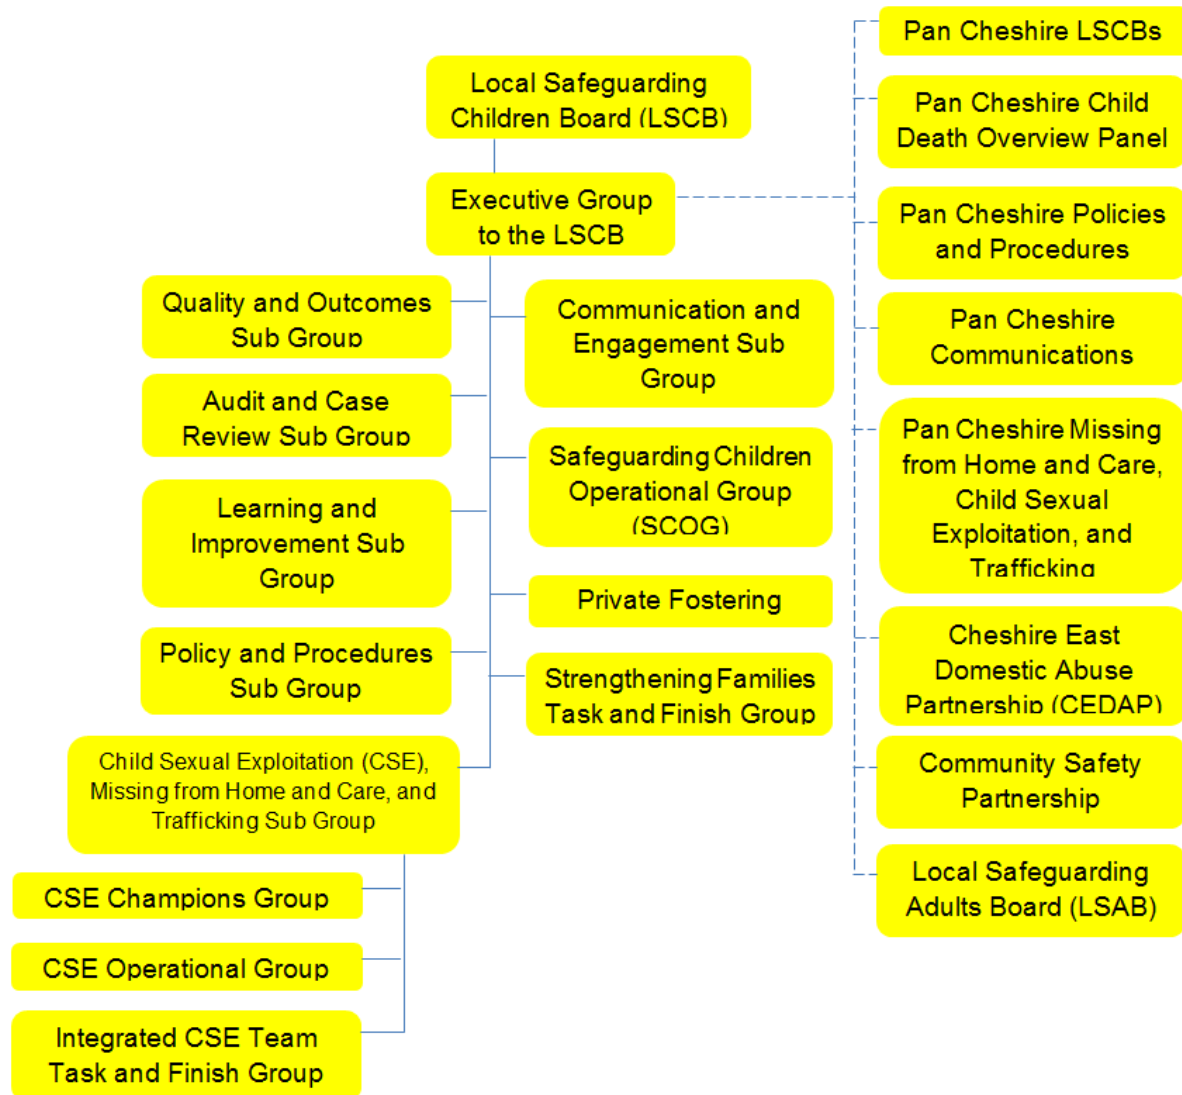 Local Safeguarding
Children Board (LSCB)
Executive Group
to the LSCB
Quality and Outcomes
Sub Group
Audit and Case
Review Sub Group
Learning and
Improvement Sub
Group
Policy and Procedures
Sub Group
Child Sexual Exploitation (CSE),
Missing from Home and Care, and
Trafficking Sub Group
CSE Champions Group
CSE Operational Group
Integrated CSE Team
Task and Finish Group
Communication and
Engagement Sub
Group
Safeguarding Children
Operational Group
(SCOG)
Private Fostering
Strengthening Families
Task and Finish Group
Pan Cheshire LSCBs
Pan Cheshire Child
Death Overview Panel
Pan Cheshire Policies
and Procedures
Pan Cheshire
Communications
Pan Cheshire Missing
from Home and Care,
Child Sexual
Exploitation, and
Trafficking
Cheshire East
Domestic Abuse
Partnership (CEDAP)
Community Safety
Partnership
Local Safeguarding
Adults Board (LSAB)